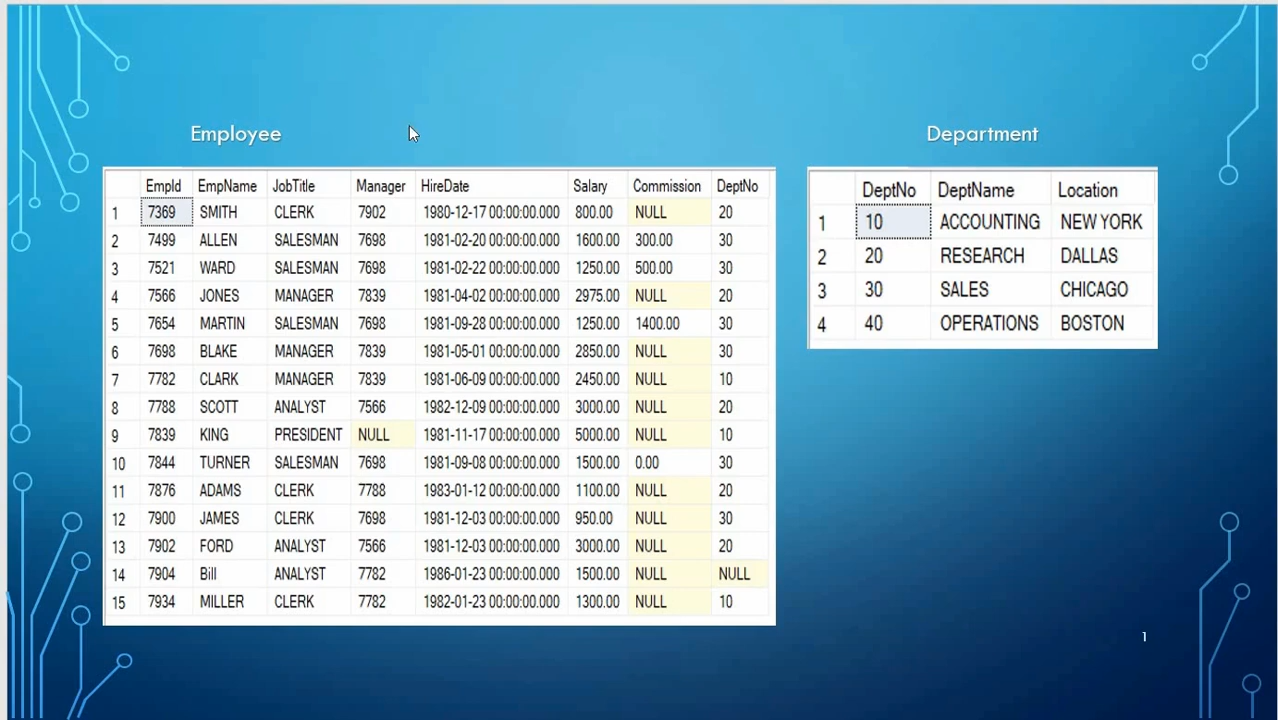 Employee
Department
EmpId EmpName JobTitle Manager HireDate Salary Commission DeptNo
1 7369 SMITH CLERK 7902 1980-12-17 00:00:00.000 800.00 NULL 20
2 7499 ALLEN SALESMAN 7698 1981-02-20 00:00:00.000 1600.00 300.00 30
3 7521 WARD SALESMAN 7698 1981-02-22 00:00:00.000 1250.00 500.00 30
4 7566 JONES MANAGER 7839 1981-04-02 00:00:00.000 2975.00 NULL 20
5 7654 MARTIN SALESMAN 7698 1981-09-28 00:00:00.000 1250.00 1400.00 30
6 7698 BLAKE MANAGER 7839 1981-05-01 00:00:00.000 2850.00 NULL 30
7 7782 CLARK MANAGER 7839 1981-06-09 00:00:00.000 2450.00 NULL 10
8 7788 SCOTT ANALYST 7566 1982-12-09 00:00:00.000 3000.00 NULL 20
9 7839 KING PRESIDENT NULL 1981-11-17 00:00:00.000 5000.00 NULL 10
10 7844 TURNER SALESMAN 7698 1981-09-08 00:00:00.000 1500.00 0.00 30
11 7876 ADAMS CLERK 7788 1983-01-12 00:00:00.000 1100.00 NULL 20
12 7900 JAMES CLERK 7698 1981-12-03 00:00:00.000 950.00 NULL 30
13 7902 FORD ANALYST 7566 1981-12-03 00:00:00.000 3000.00 NULL 20
14 7904 Bill ANALYST 7782 1986-01-23 00:00:00.000 1500.00 NULL NULL
15 7934 MILLER CLERK 7782 1982-01-23 00:00:00.000 1300.00 NULL 10
DeptNo DeptName Location
1 10 ACCOUNTING NEW YORK
2 20 RESEARCH DALLAS
3 30 SALES CHICAGO
4 40 OPERATIONS BOSTON
1